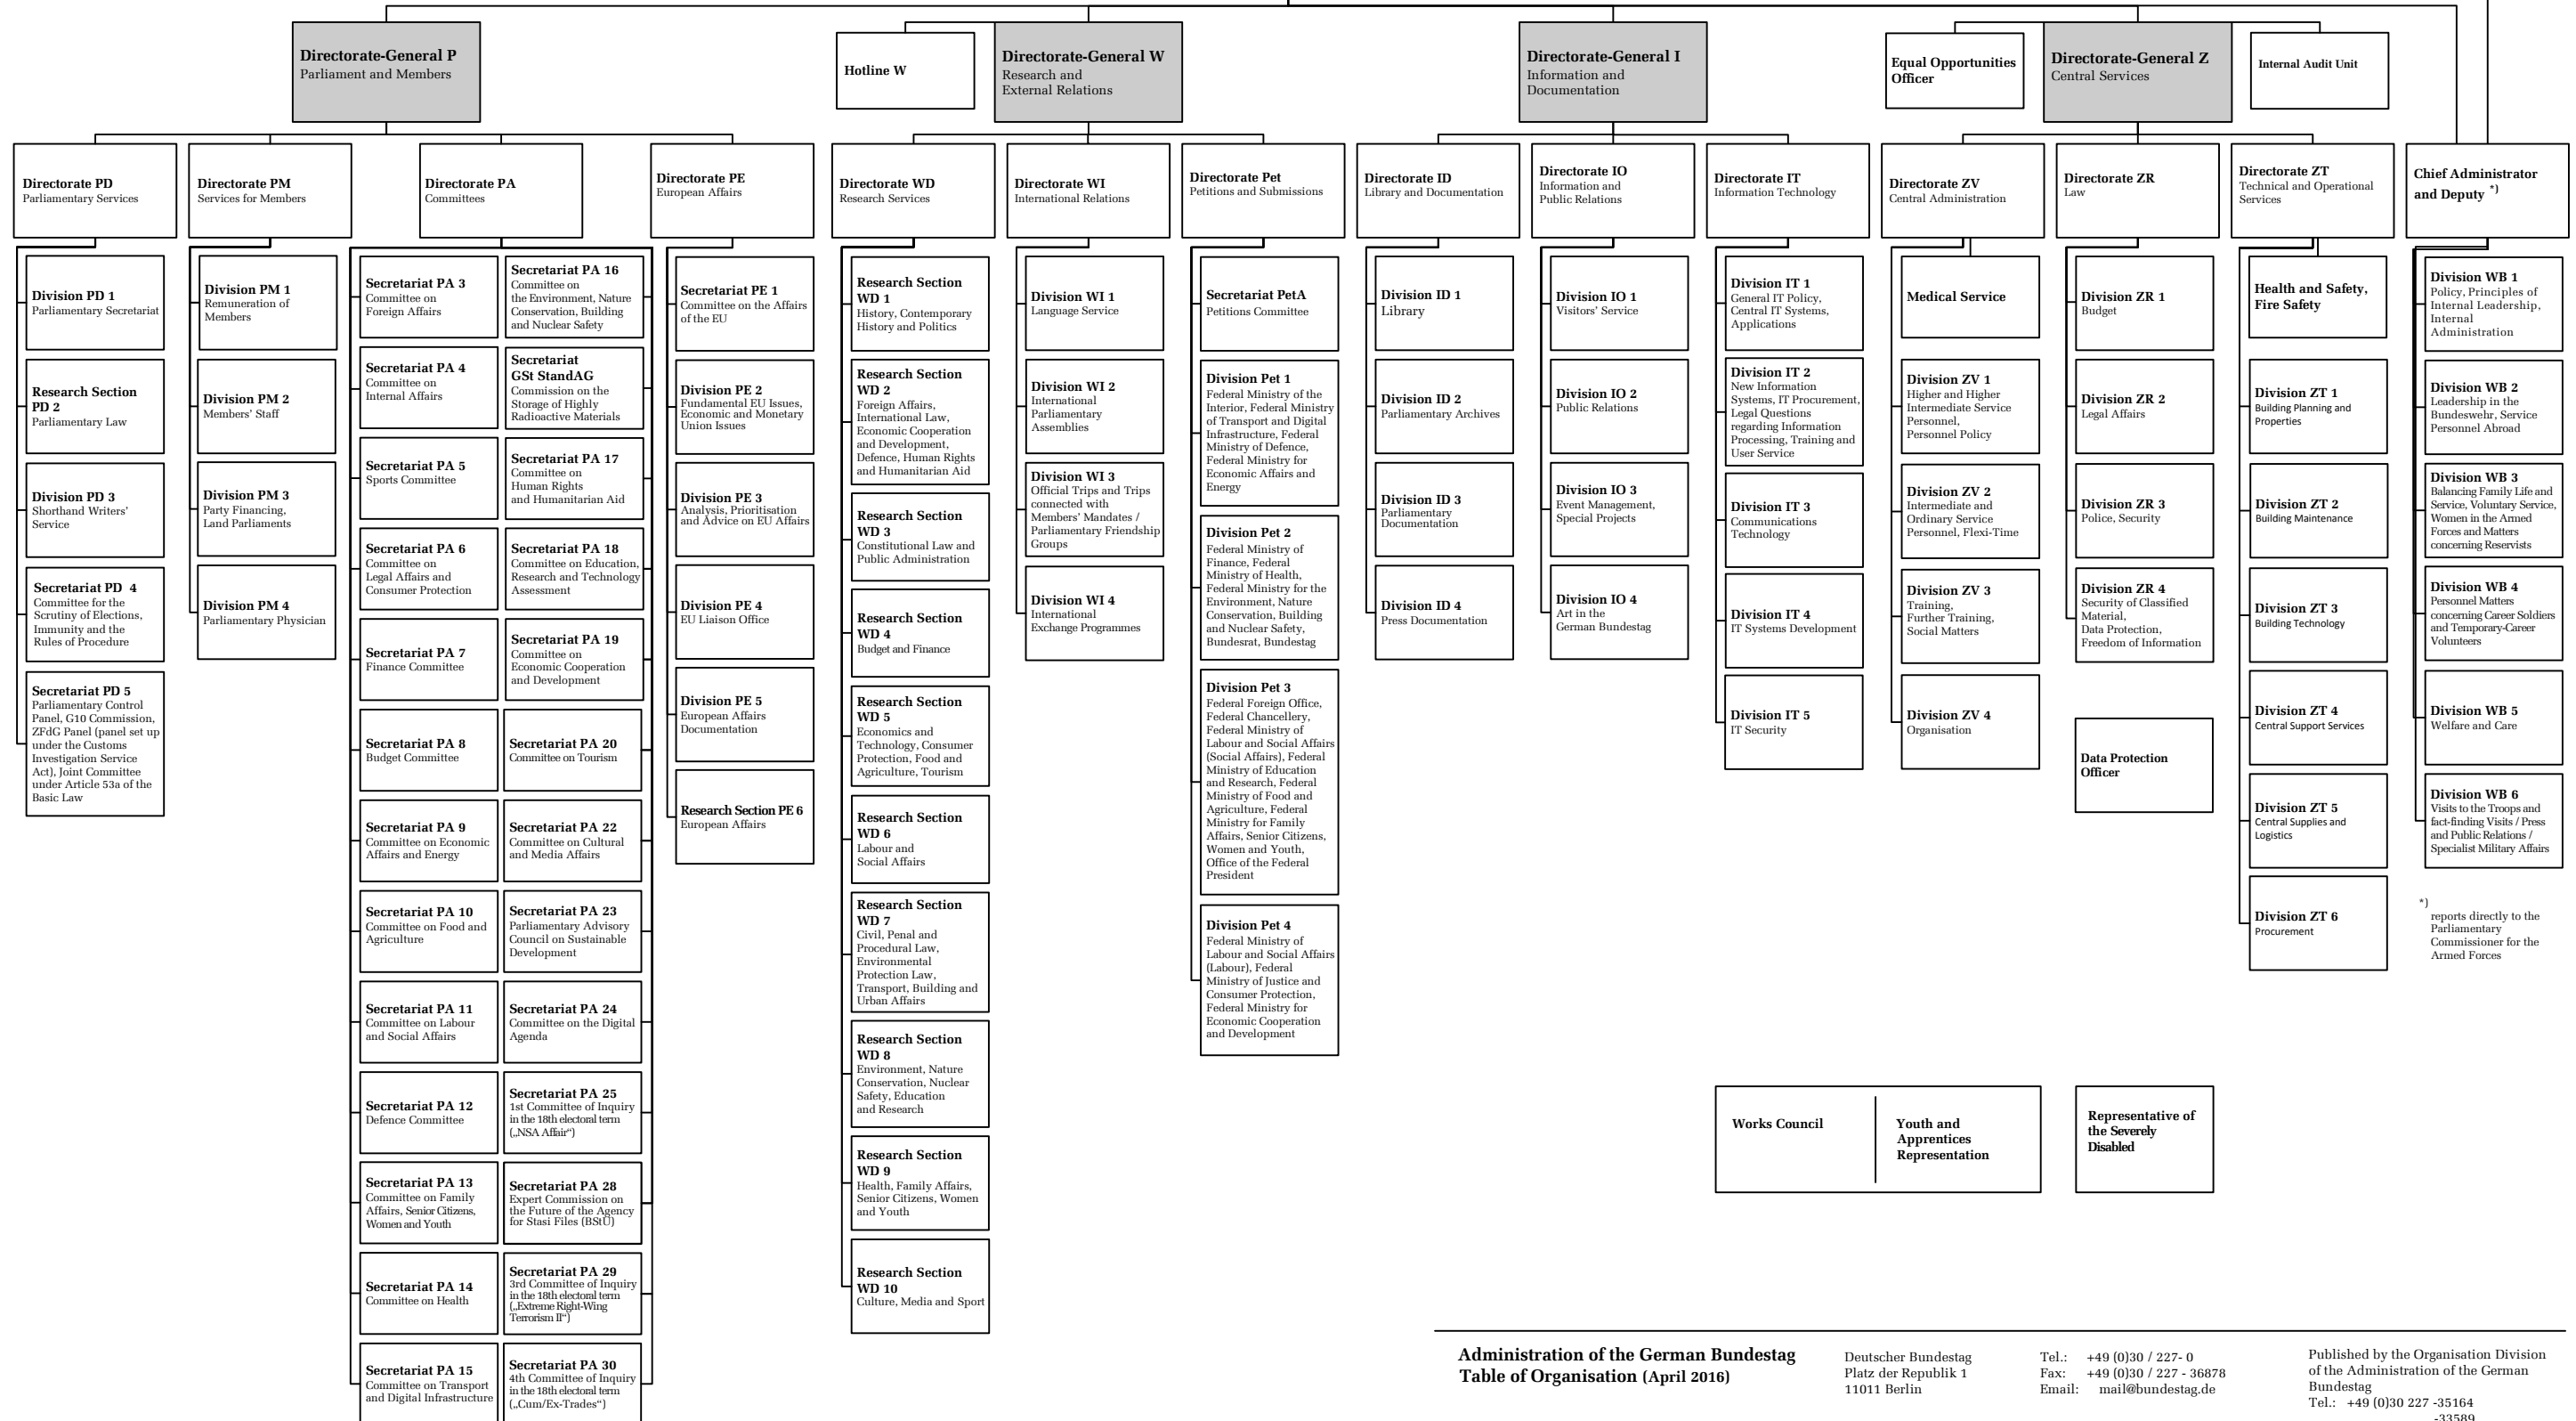 Directorate-General P
Parliament and Members
Hotline W
Directorate-General W
Research and
External Relations
Directorate-General I
Information and
Documentation
Equal Opportunities
Officer
Directorate-General Z
Central Services
Internal Audit Unit
Directorate PD
Parliamentary Services
Directorate PM
Services for Members
Directorate PA
Committees
Directorate PE
European Affairs
Directorate WD
Research Services
Directorate WI
International Relations
Directorate Pet
Petitions and Submissions
Directorate ID
Library and Documentation
Directorate IO
Information and
Public Relations
Directorate IT
Information Technology
Directorate ZV
Central Administration
Directorate ZR
Law
Directorate ZT
Technical and Operational
Services
Chief Administrator
and Deputy *)
Division PD 1
Parliamentary Secretariat
Research Section
PD 2
Parliamentary Law
Division PD 3
Shorthand Writers'
Service
Secretariat PD 4
Committee for the
Scrutiny of Elections,
Immunity and the
Rules of Procedure
Secretariat PD 5
Parliamentary Control
Panel, G10 Commission,
ZFdG Panel (panel set up
under the Customs
Investigation Service
Act), Joint Committee
under Article 53a of the
Basic Law
Division PM 1
Remuneration of
Members
Division PM 2
Members' Staff
Division PM 3
Party Financing,
Land Parliaments
Division PM 4
Parliamentary Physician
Secretariat PA 3
Committee on
Foreign Affairs
Secretariat PA 4
Committee on
Internal Affairs
Secretariat PA 5
Sports Committee
Secretariat PA 6
Committee on
Legal Affairs and
Consumer Protection
Secretariat PA 7
Finance Committee
Secretariat PA 8
Budget Committee
Secretariat PA 9
Committee on Economic
Affairs and Energy
Secretariat PA 10
Committee on Food and
Agriculture
Secretariat PA 11
Committee on Labour
and Social Affairs
Secretariat PA 12
Defence Committee
Secretariat PA 13
Committee on Family
Affairs, Senior Citizens,
Women and Youth
Secretariat PA 14
Committee on Health
Secretariat PA 15
Committee on Transport
and Digital Infrastructure
Secretariat PA 16
Committee on
the Environment, Nature
Conservation, Building
and Nuclear Safety
Secretariat
GSt StandAG
Commission on the
Storage of Highly
Radioactive Materials
Secretariat PA 17
Committee on
Human Rights
and Humanitarian Aid
Secretariat PA 18
Committee on Education,
Research and Technology
Assessment
Secretariat PA 19
Committee on
Economic Cooperation
and Development
Secretariat PA 20
Committee on Tourism
Secretariat PA 22
Committee on Cultural
and Media Affairs
Secretariat PA 23
Parliamentary Advisory
Council on Sustainable
Development
Secretariat PA 24
Committee on the Digital
Agenda
Secretariat PA 25
1st Committee of Inquiry
in the 18th electoral term
(„NSA Affair“)
Secretariat PA 28
Expert Commission on
the Future of the Agency
for Stasi Files (BStU)
Secretariat PA 29
3rd Committee of Inquiry
in the 18th electoral term
(„Extreme Right-Wing
Terrorism II“)
Secretariat PA 30
4th Committee of Inquiry
in the 18th electoral term
(„Cum/Ex-Trades“)
Secretariat PE 1
Committee on the Affairs
of the EU
Division PE 2
Fundamental EU Issues,
Economic and Monetary
Union Issues
Division PE 3
Analysis, Prioritisation
and Advice on EU Affairs
Division PE 4
EU Liaison Office
Division PE 5
European Affairs
Documentation
Research Section PE 6
European Affairs
Research Section
WD 1
History, Contemporary
History and Politics
Research Section
WD 2
Foreign Affairs,
International Law,
Economic Cooperation
and Development,
Defence, Human Rights
and Humanitarian Aid
Research Section
WD 3
Constitutional Law and
Public Administration
Research Section
WD 4
Budget and Finance
Research Section
WD 5
Economics and
Technology, Consumer
Protection, Food and
Agriculture, Tourism
Research Section
WD 6
Labour and
Social Affairs
Research Section
WD 7
Civil, Penal and
Procedural Law,
Environmental
Protection Law,
Transport, Building and
Urban Affairs
Research Section
WD 8
Environment, Nature
Conservation, Nuclear
Safety, Education
and Research
Research Section
WD 9
Health, Family Affairs,
Senior Citizens, Women
and Youth
Research Section
WD 10
Culture, Media and Sport
Division WI 1
Language Service
Division WI 2
International
Parliamentary
Assemblies
Division WI 3
Official Trips and Trips
connected with
Members' Mandates /
Parliamentary Friendship
Groups
Division WI 4
International
Exchange Programmes
Secretariat PetA
Petitions Committee
Division Pet 1
Federal Ministry of the
Interior, Federal Ministry
of Transport and Digital
Infrastructure, Federal
Ministry of Defence,
Federal Ministry for
Economic Affairs and
Energy
Division Pet 2
Federal Ministry of
Finance, Federal
Ministry of Health,
Federal Ministry for the
Environment, Nature
Conservation, Building
and Nuclear Safety,
Bundesrat, Bundestag
Division Pet 3
Federal Foreign Office,
Federal Chancellery,
Federal Ministry of
Labour and Social Affairs
(Social Affairs), Federal
Ministry of Education
and Research, Federal
Ministry of Food and
Agriculture, Federal
Ministry for Family
Affairs, Senior Citizens,
Women and Youth,
Office of the Federal
President
Division Pet 4
Federal Ministry of
Labour and Social Affairs
(Labour), Federal
Ministry of Justice and
Consumer Protection,
Federal Ministry for
Economic Cooperation
and Development
Division ID 1
Library
Division ID 2
Parliamentary Archives
Division ID 3
Parliamentary
Documentation
Division ID 4
Press Documentation
Division IO 1
Visitors' Service
Division IO 2
Public Relations
Division IO 3
Event Management,
Special Projects
Division IO 4
Art in the
German Bundestag
Division IT 1
General IT Policy,
Central IT Systems,
Applications
Division IT 2
New Information
Systems, IT Procurement,
Legal Questions
regarding Information
Processing, Training and
User Service
Division IT 3
Communications
Technology
Division IT 4
IT Systems Development
Division IT 5
IT Security
Medical Service
Division ZV 1
Higher and Higher
Intermediate Service
Personnel,
Personnel Policy
Division ZV 2
Intermediate and
Ordinary Service
Personnel, Flexi-Time
Division ZV 3
Training,
Further Training,
Social Matters
Division ZV 4
Organisation
Division ZR 1
Budget
Division ZR 2
Legal Affairs
Division ZR 3
Police, Security
Division ZR 4
Security of Classified
Material,
Data Protection,
Freedom of Information
Data Protection
Officer
Health and Safety,
Fire Safety
Division ZT 1
Building Planning and
Properties
Division ZT 2
Building Maintenance
Division ZT 3
Building Technology
Division ZT 4
Central Support Services
Division ZT 5
Central Supplies and
Logistics
Division ZT 6
Procurement
Division WB 1
Policy, Principles of
Internal Leadership,
Internal
Administration
Division WB 2
Leadership in the
Bundeswehr, Service
Personnel Abroad
Division WB 3
Balancing Family Life and
Service, Voluntary Service,
Women in the Armed
Forces and Matters
concerning Reservists
Division WB 4
Personnel Matters
concerning Career Soldiers
and Temporary-Career
Volunteers
Division WB 5
Welfare and Care
Division WB 6
Visits to the Troops and
fact-finding Visits / Press
and Public Relations /
Specialist Military Affairs
*)
reports directly to the
Parliamentary
Commissioner for the
Armed Forces
Works Council
Youth and
Apprentices
Representation
Representative of
the Severely
Disabled
Administration of the German Bundestag
Table of Organisation (April 2016)
Deutscher Bundestag
Platz der Republik 1
11011 Berlin
Tel.: +49 (0)30 / 227- 0
Fax: +49 (0)30 / 227 - 36878
Email: mail@bundestag.de
Published by the Organisation Division
of the Administration of the German
Bundestag
Tel.: +49 (0)30 227 -35164
-33589